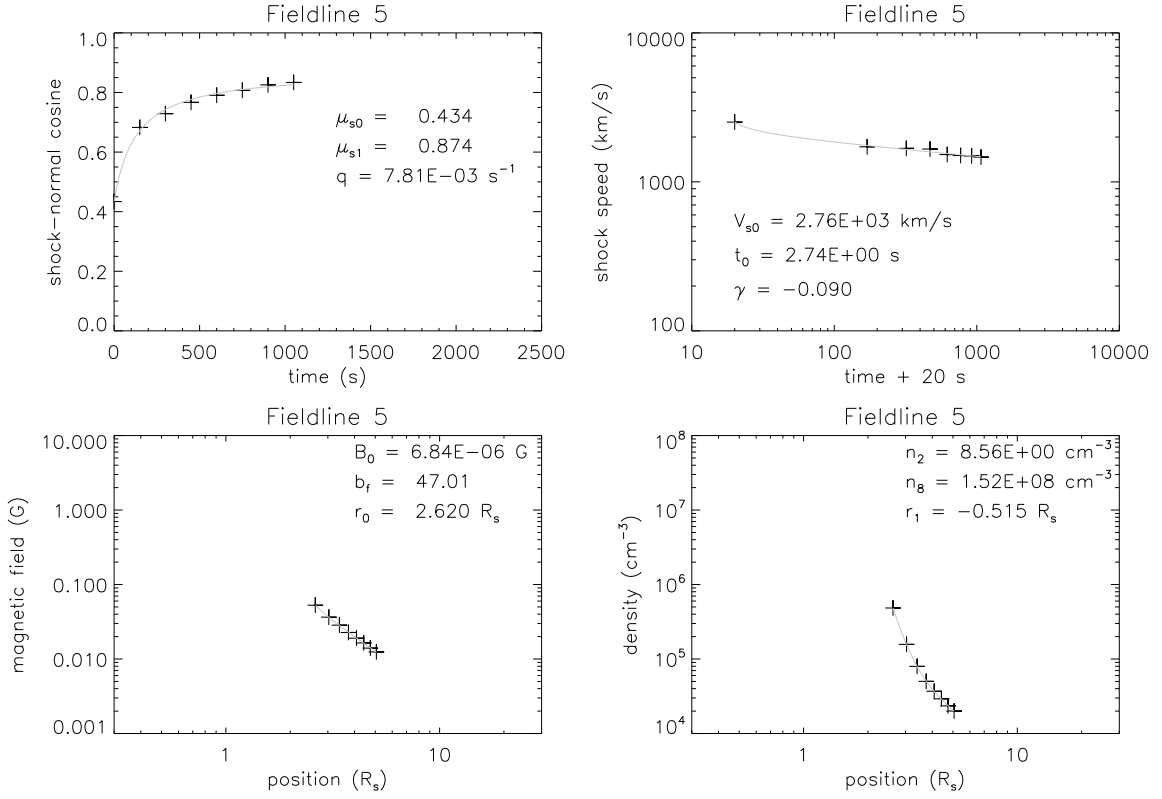 Fieldline 5
1.0
0.8
0.6
0.4
0.2
0.0
shock−normal cosine
μs0 = 0.434
μs1 = 0.874
q = 7.81E−03 s⁻¹
0 500 1000 1500 2000 2500
time (s)
Fieldline 5
10000
1000
100
shock speed (km/s)
Vs0 = 2.76E+03 km/s
t0 = 2.74E+00 s
γ = −0.090
10 100 1000 10000
time + 20 s
Fieldline 5
10.000
1.000
0.100
0.010
0.001
magnetic field (G)
B0 = 6.84E−06 G
bf = 47.01
r0 = 2.620 Rs
1 10
position (Rs)
Fieldline 5
10⁸
10⁷
10⁶
10⁵
10⁴
density (cm⁻³)
n2 = 8.56E+00 cm⁻³
n8 = 1.52E+08 cm⁻³
r1 = −0.515 Rs
1 10
position (Rs)